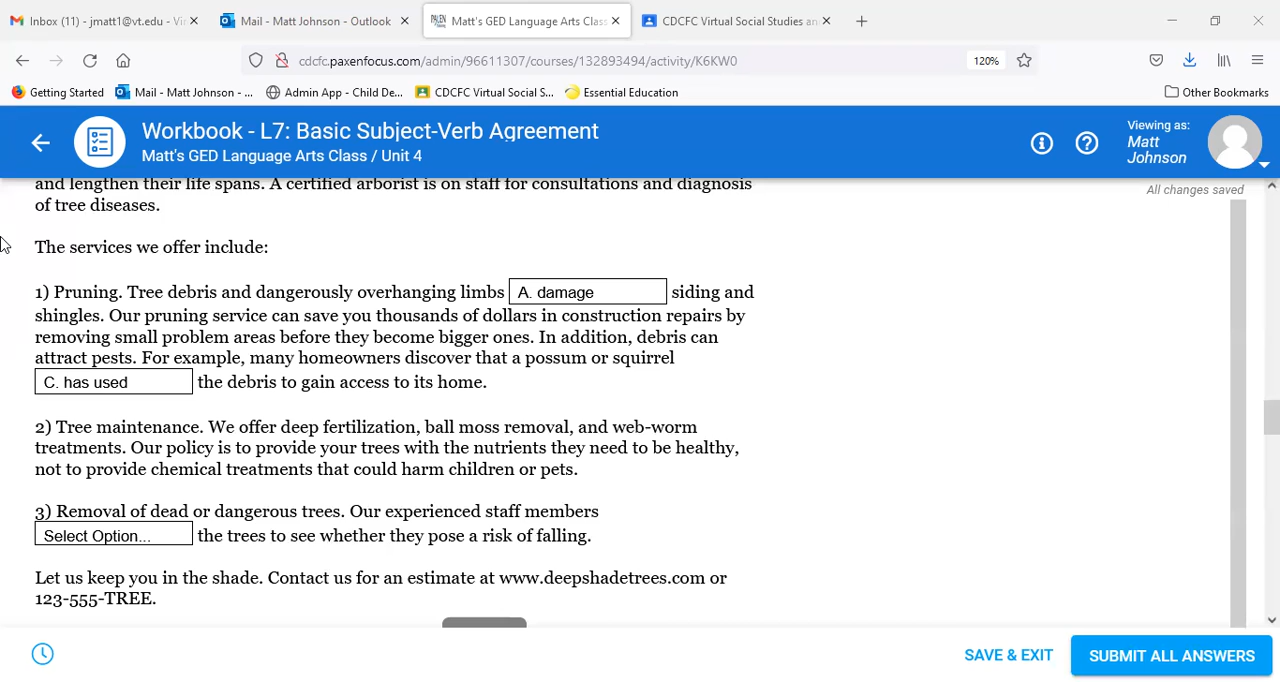 Inbox (11) - jmatt1@vt.edu - Vi
Mail - Matt Johnson - Outlook
PAXEN
Matt's GED Language Arts Class
CDCFC Virtual Social Studies an
cdcfc.paxenfocus.com/admin/96611307/courses/132893494/activity/K6KW0
120%
Getting Started
Mail - Matt Johnson - ...
Admin App - Child De...
CDCFC Virtual Social S...
Essential Education
Other Bookmarks
Workbook - L7: Basic Subject-Verb Agreement
Matt's GED Language Arts Class / Unit 4
Viewing as:
Matt
Johnson
All changes saved
and lengthen their life spans. A certified arborist is on staff for consultations and diagnosis
of tree diseases.
The services we offer include:
1) Pruning. Tree debris and dangerously overhanging limbs A. damage siding and
shingles. Our pruning service can save you thousands of dollars in construction repairs by
removing small problem areas before they become bigger ones. In addition, debris can
attract pests. For example, many homeowners discover that a possum or squirrel
C. has used the debris to gain access to its home.
2) Tree maintenance. We offer deep fertilization, ball moss removal, and web-worm
treatments. Our policy is to provide your trees with the nutrients they need to be healthy,
not to provide chemical treatments that could harm children or pets.
3) Removal of dead or dangerous trees. Our experienced staff members
Select Option... the trees to see whether they pose a risk of falling.
Let us keep you in the shade. Contact us for an estimate at www.deepshadetrees.com or
123-555-TREE.
SAVE & EXIT
SUBMIT ALL ANSWERS